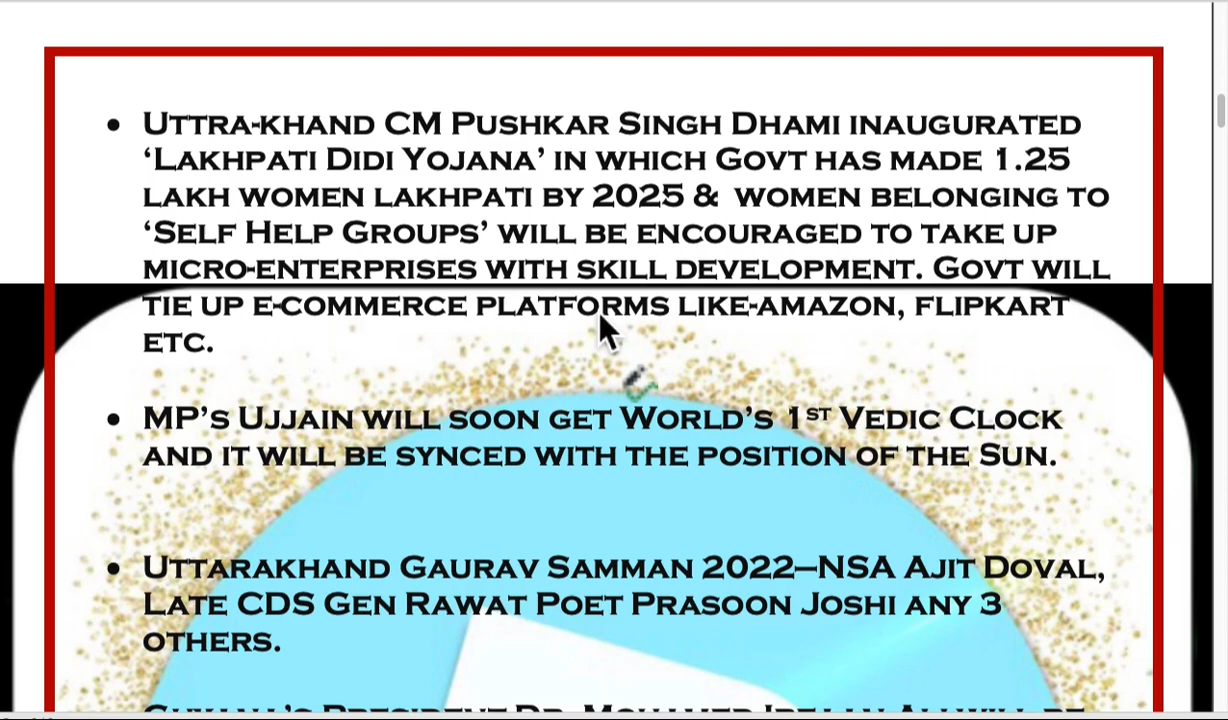 • Uttra-khand CM Pushkar Singh Dhami inaugurated
‘Lakhpati Didi Yojana’ in which Govt has made 1.25
lakh women lakhpati by 2025 & women belonging to
‘Self Help Groups’ will be encouraged to take up
micro-enterprises with skill development. Govt will
tie up e-commerce platforms like-amazon, flipkart
etc.
• MP’s Ujjain will soon get World’s 1st Vedic Clock
and it will be synced with the position of the Sun.
• Uttarakhand Gaurav Samman 2022–NSA Ajit Doval,
Late CDS Gen Rawat Poet Prasoon Joshi any 3
others.